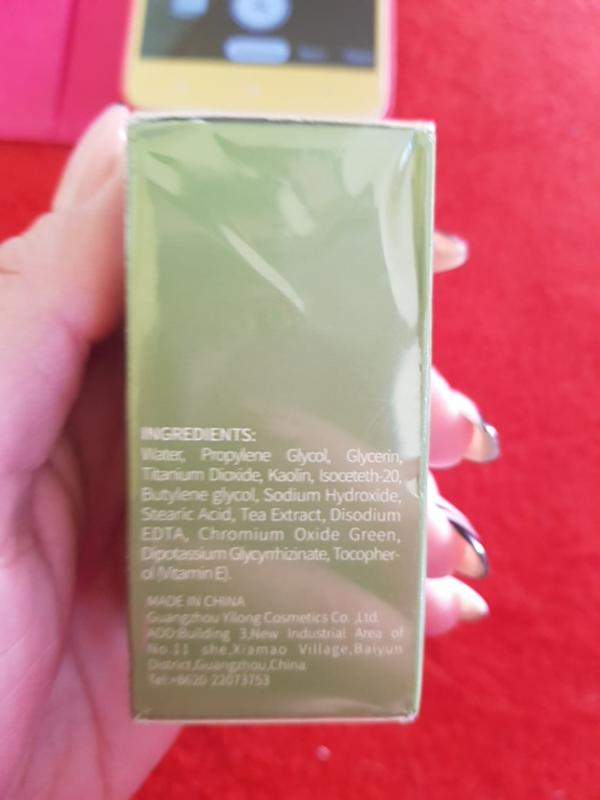 INGREDIENTS:
Water, Propylene Glycol, Glycerin,
Titanium Dioxide, Kaolin, Isoceteth-20,
Butylene glycol, Sodium Hydroxide,
Stearic Acid, Tea Extract, Disodium
EDTA, Chromium Oxide Green,
Dipotassium Glycyrrhizinate, Tocopher-
ol (Vitamin E).
MADE IN CHINA
Guangzhou Yilong Cosmetics Co .,Ltd.
ADD:Building 3,New Industrial Area of
No.11 she,Xiamao Village,Baiyun
District,Guangzhou,China.
Tel:+8620-22073753